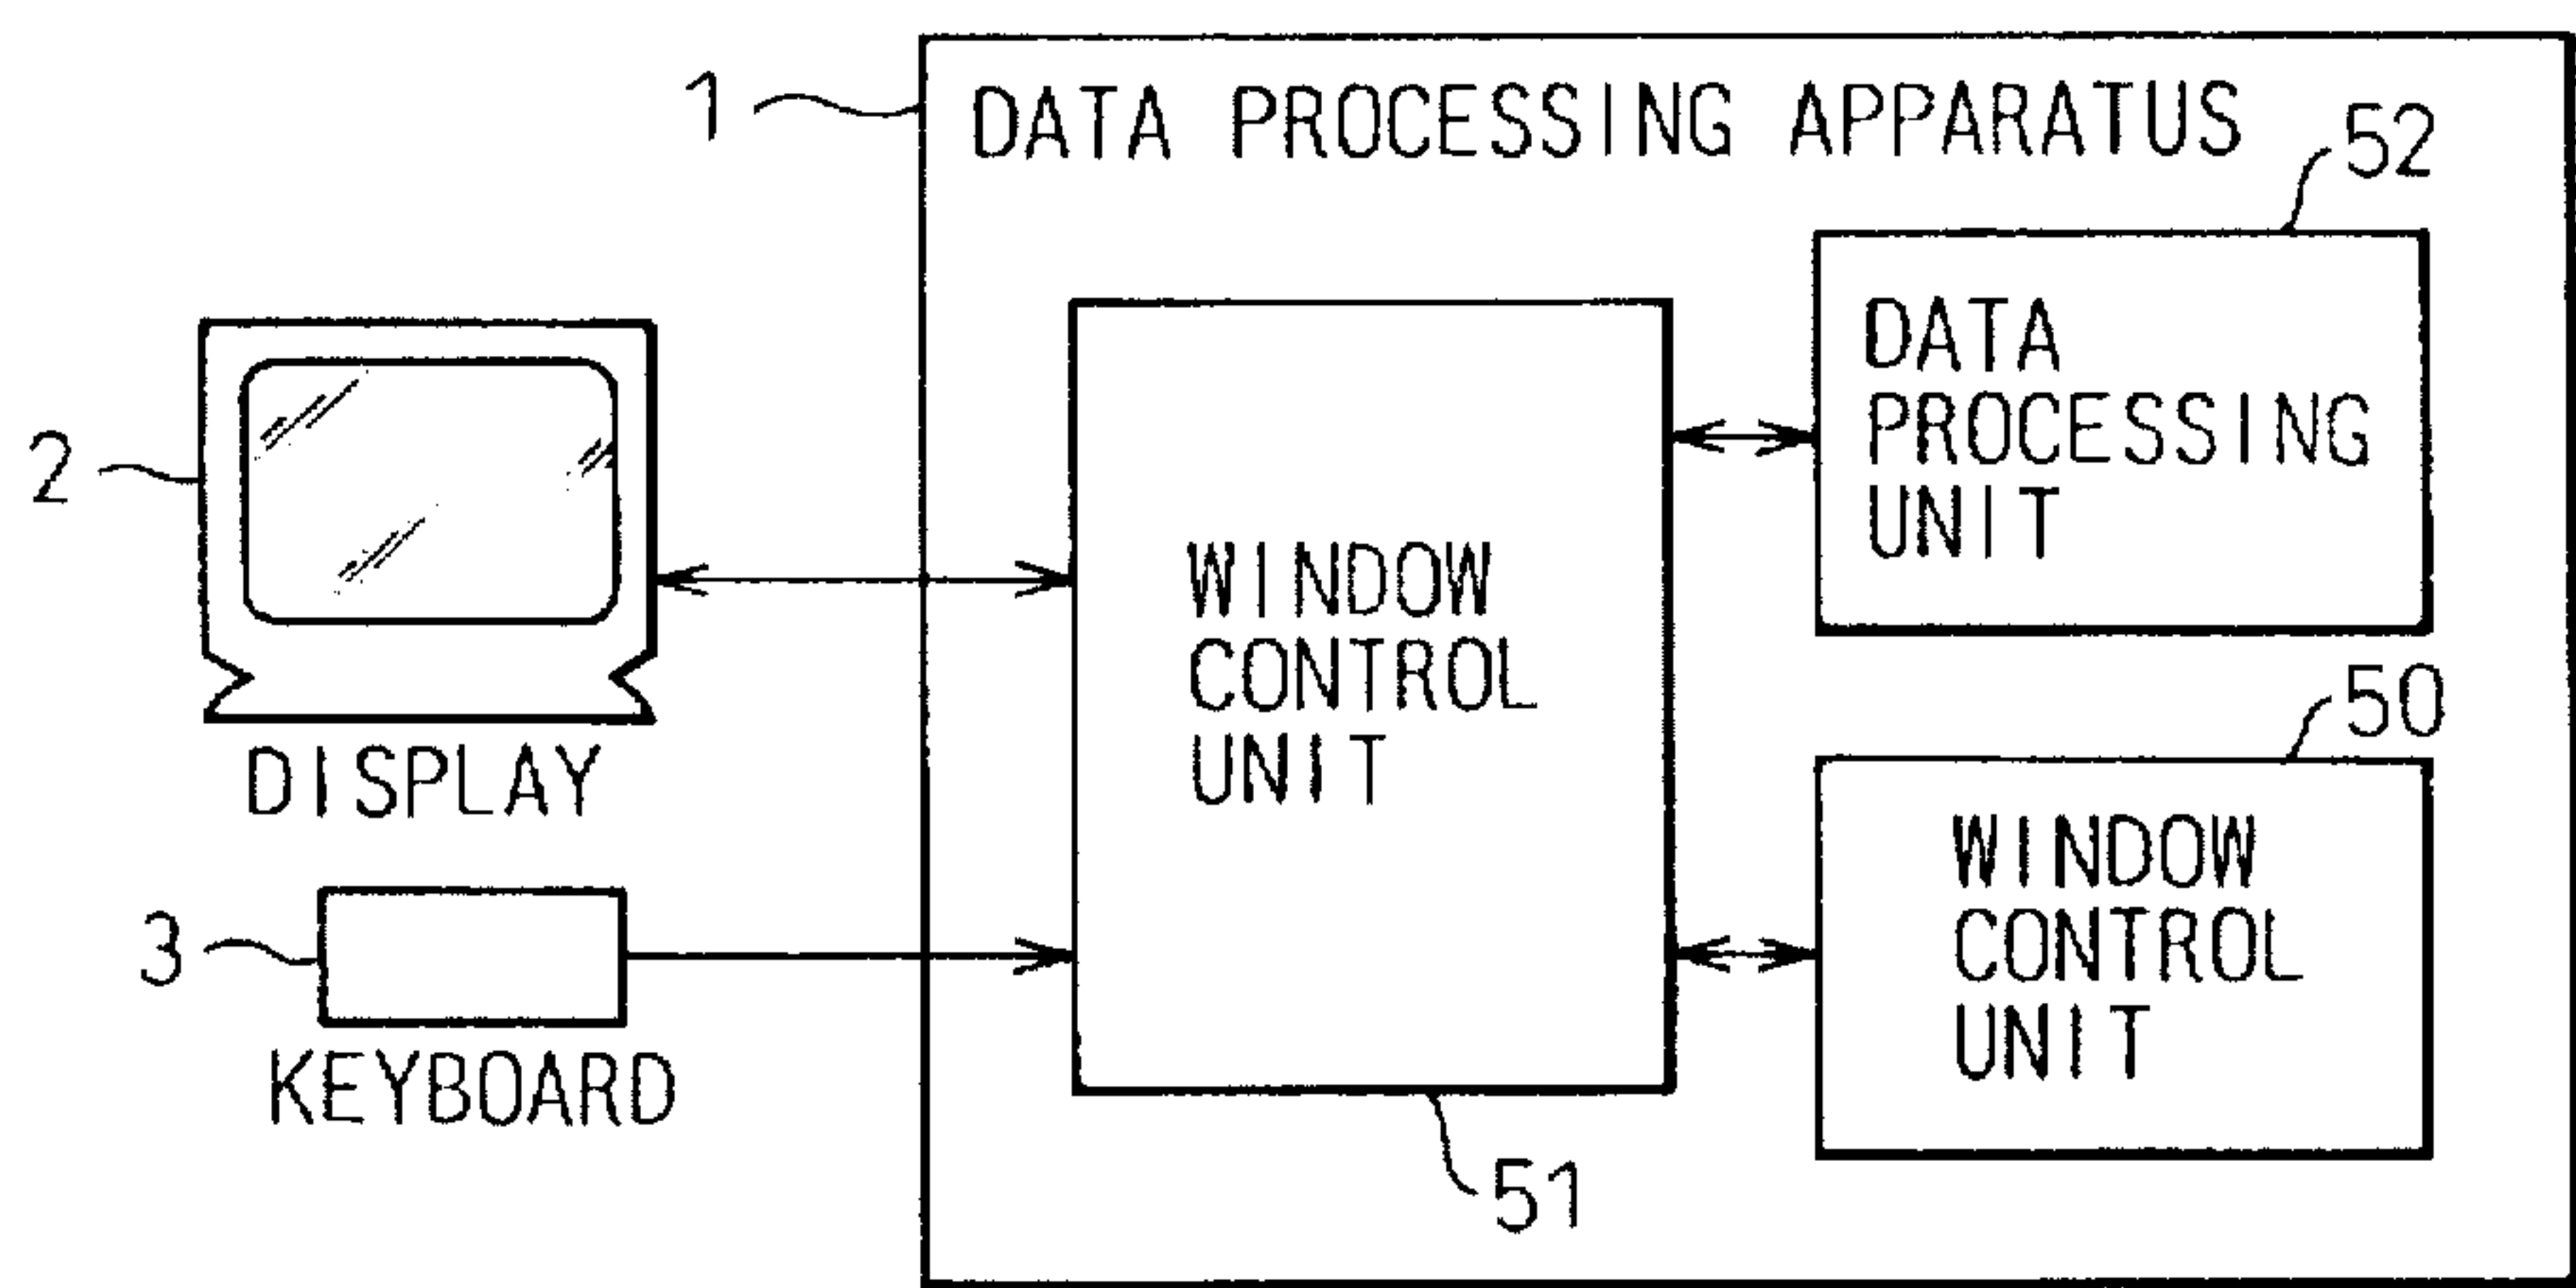 1
DATA PROCESSING APPARATUS
52
DATA
PROCESSING
UNIT
2
WINDOW
CONTROL
UNIT
50
DISPLAY
WINDOW
CONTROL
UNIT
3
KEYBOARD
51